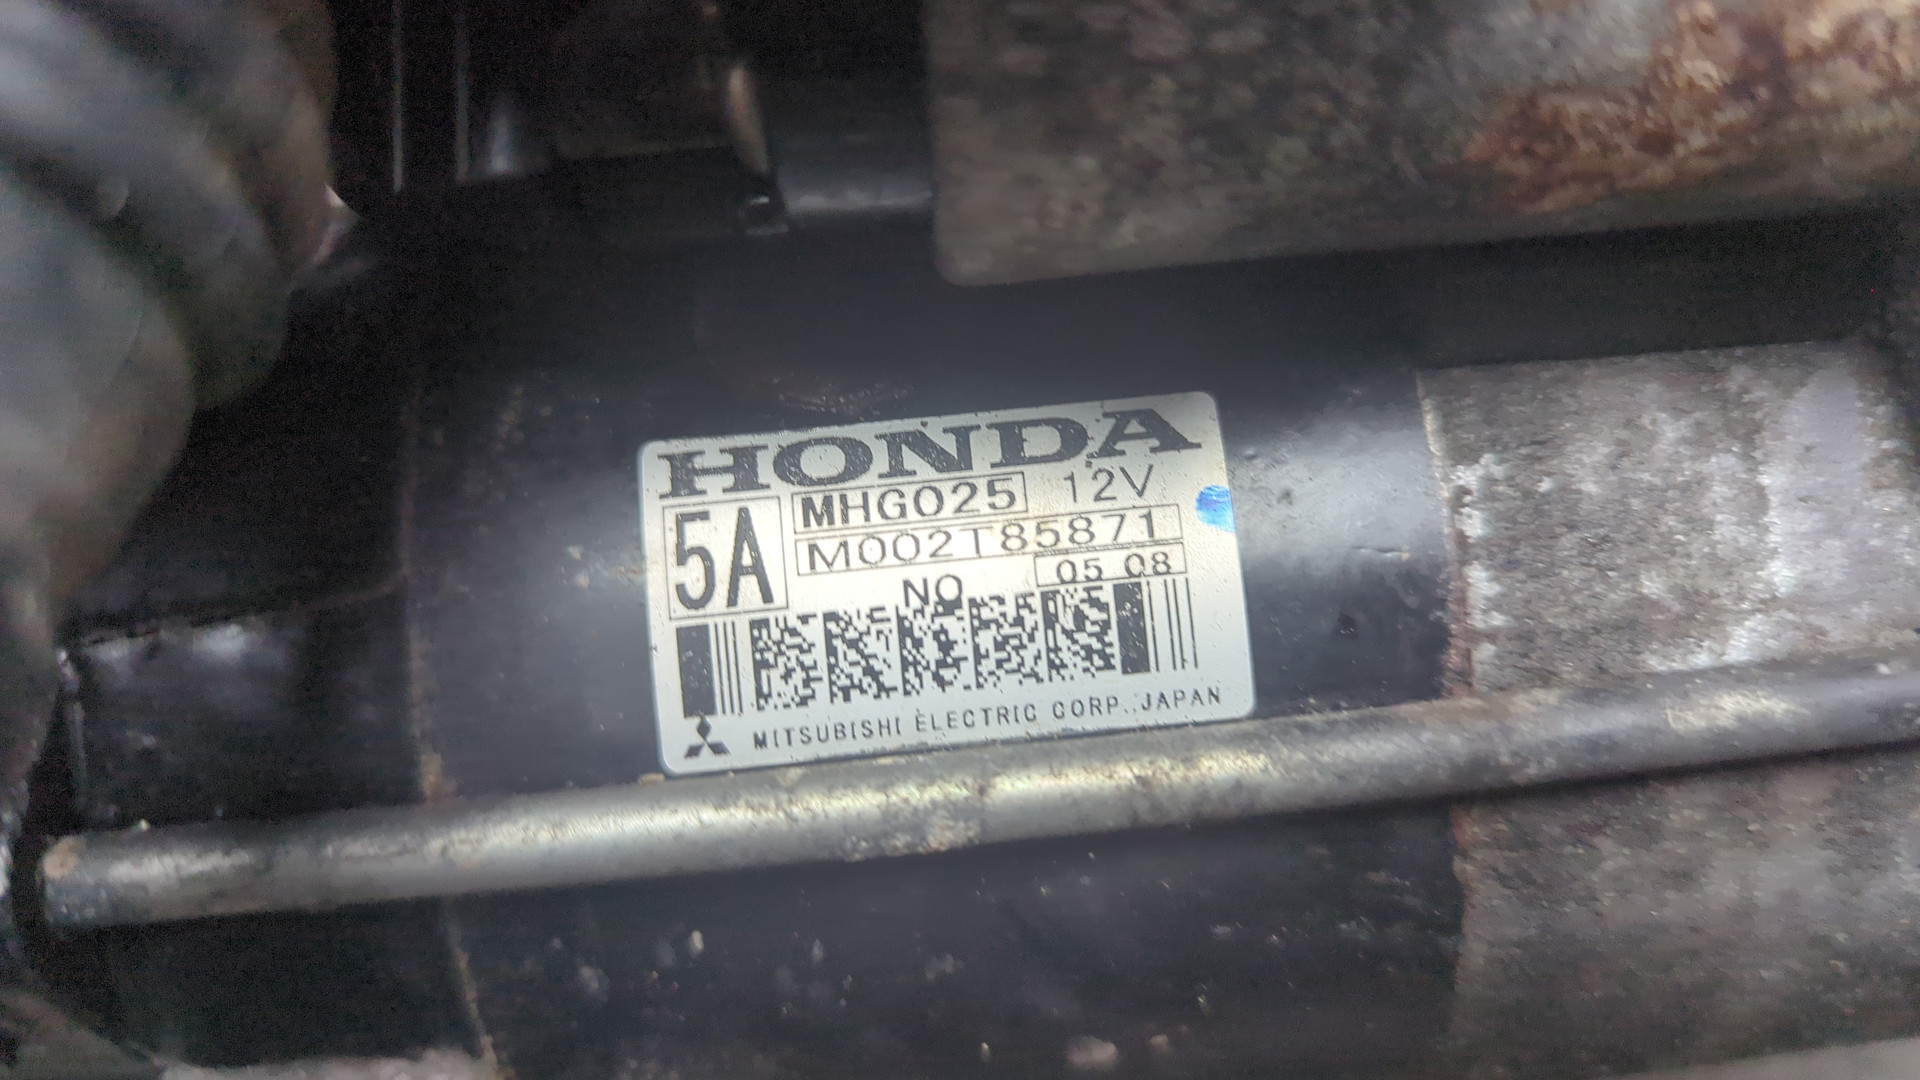 HONDA
MHG025 12V
5A
M002T85871
NO 05 08
MITSUBISHI ELECTRIC CORP. JAPAN